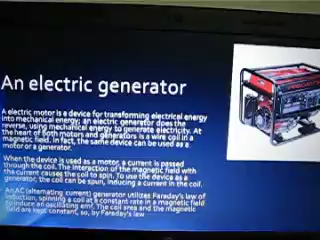 An electric generator
A electric motor is a device for transforming electrical energy
into mechanical energy; an electric generator does the
reverse, using mechanical energy to generate electricity. At
the heart of both motors and generators is a wire coil in a
magnetic field. In fact, the same device can be used as a
motor or a generator.
When the device is used as a motor, a current is passed
through the coil. The interaction of the magnetic field with
the current causes the coil to spin. To use the device as a
generator, the coil can be spun, inducing a current in the coil.
An AC (alternating current) generator utilizes Faraday's law of
induction, spinning a coil at a constant rate in a magnetic field
to induce an oscillating emf. The coil area and the magnetic
field are kept constant, so, by Faraday's law